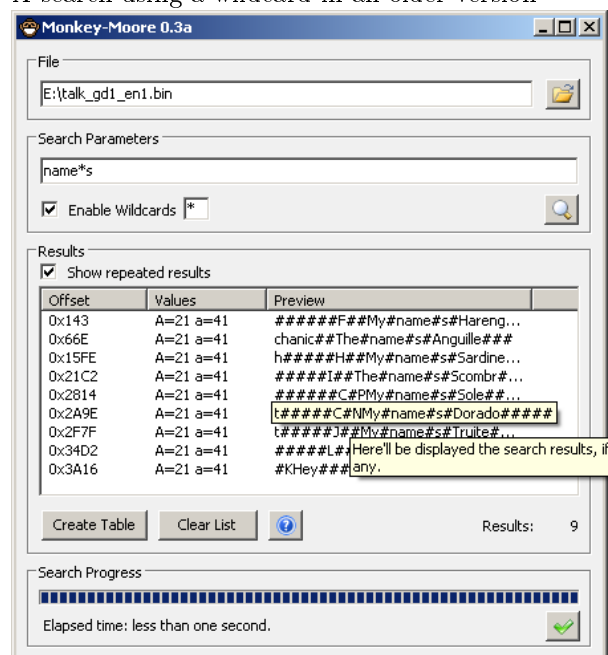 A search using a wildcard in an older version
Monkey-Moore 0.3a
File
E:\talk_gd1_en1.bin
Search Parameters
name*s
Enable Wildcards *
Results
Show repeated results
Offset Values Preview
0x143 A=21 a=41 ######F##My#name#s#Hareng...
0x66E A=21 a=41 chanic##The#name#s#Anguille###
0x15FE A=21 a=41 h#####H##My#name#s#Sardine...
0x21C2 A=21 a=41 #####I##The#name#s#Scombr#...
0x2814 A=21 a=41 ######C#PMy#name#s#Sole##...
0x2A9E A=21 a=41 t#####C#NMy#name#s#Dorado#####
0x2F7F A=21 a=41 t#####J##My#name#s#Truite#...
0x34D2 A=21 a=41 #####L##
0x3A16 A=21 a=41 #KHey###
Here'll be displayed the search results, if
any.
Create Table Clear List Results: 9
Search Progress
Elapsed time: less than one second.